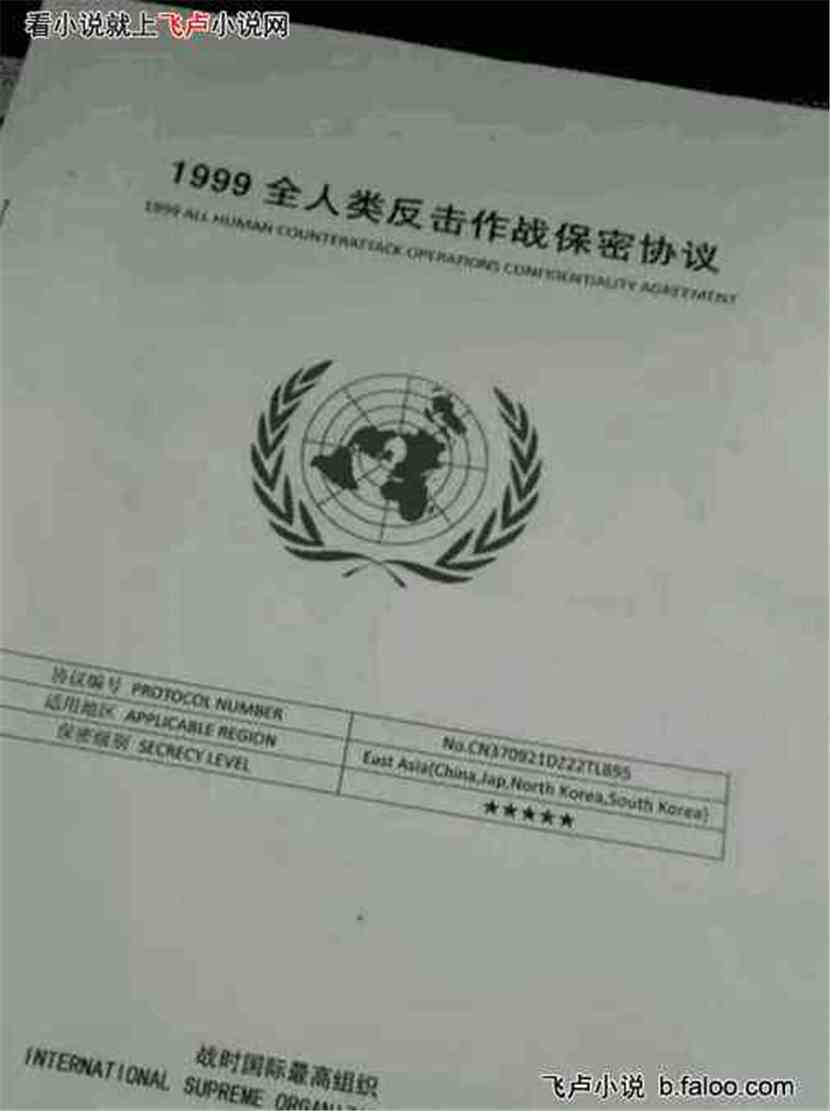 看小说就上飞卢小说网
1999 全人类反击作战保密协议
1999 ALL HUMAN COUNTERATTACK OPERATIONS CONFIDENTIALITY AGREEMENT
协议编号 PROTOCOL NUMBER
No.CN370921DZ22TL895
适用地区 APPLICABLE REGION
East Asia(China,Jap,North Korea,South Korea)
保密级别 SECRECY LEVEL
★★★★★
战时国际最高组织
INTERNATIONAL SUPREME
飞卢小说 b.faloo.com